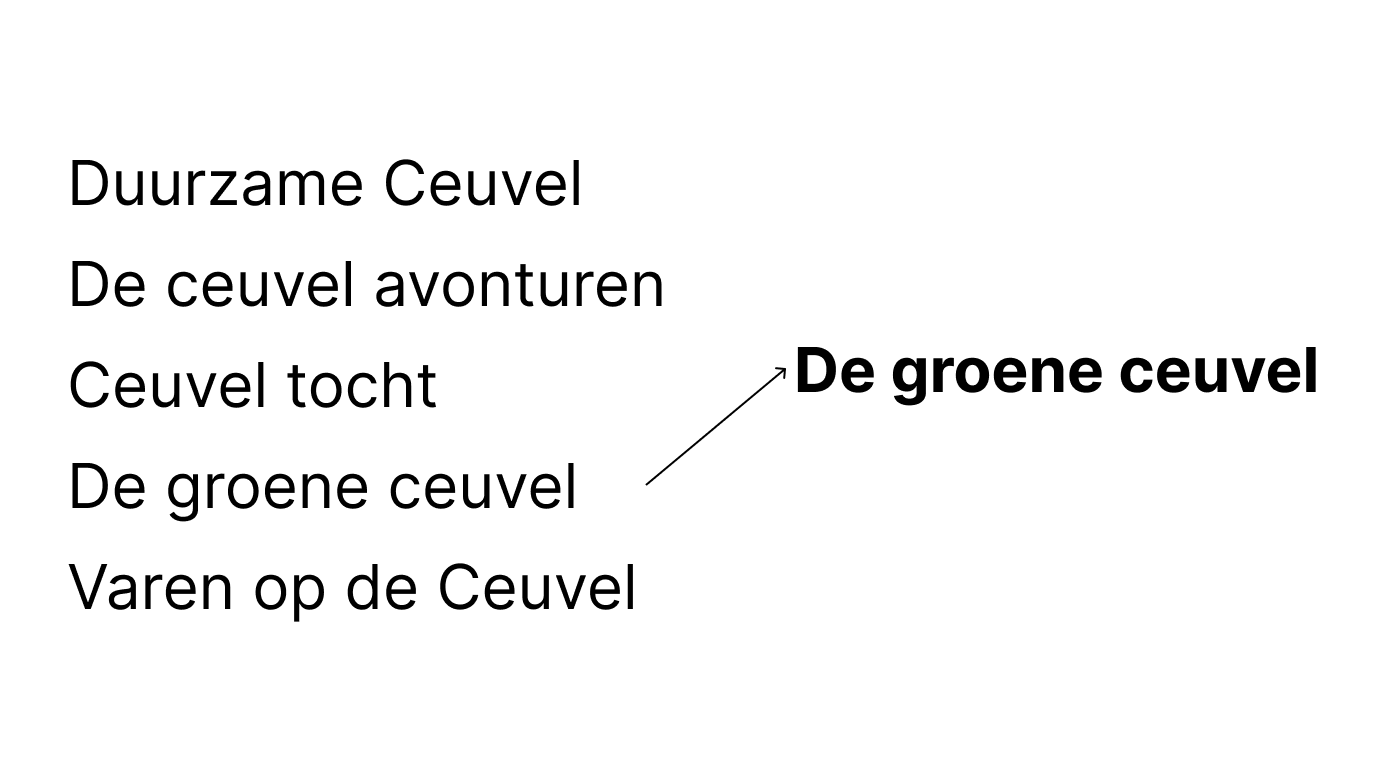 Duurzame Ceuvel
De ceuvel avonturen
Ceuvel tocht
De groene ceuvel
Varen op de Ceuvel
De groene ceuvel